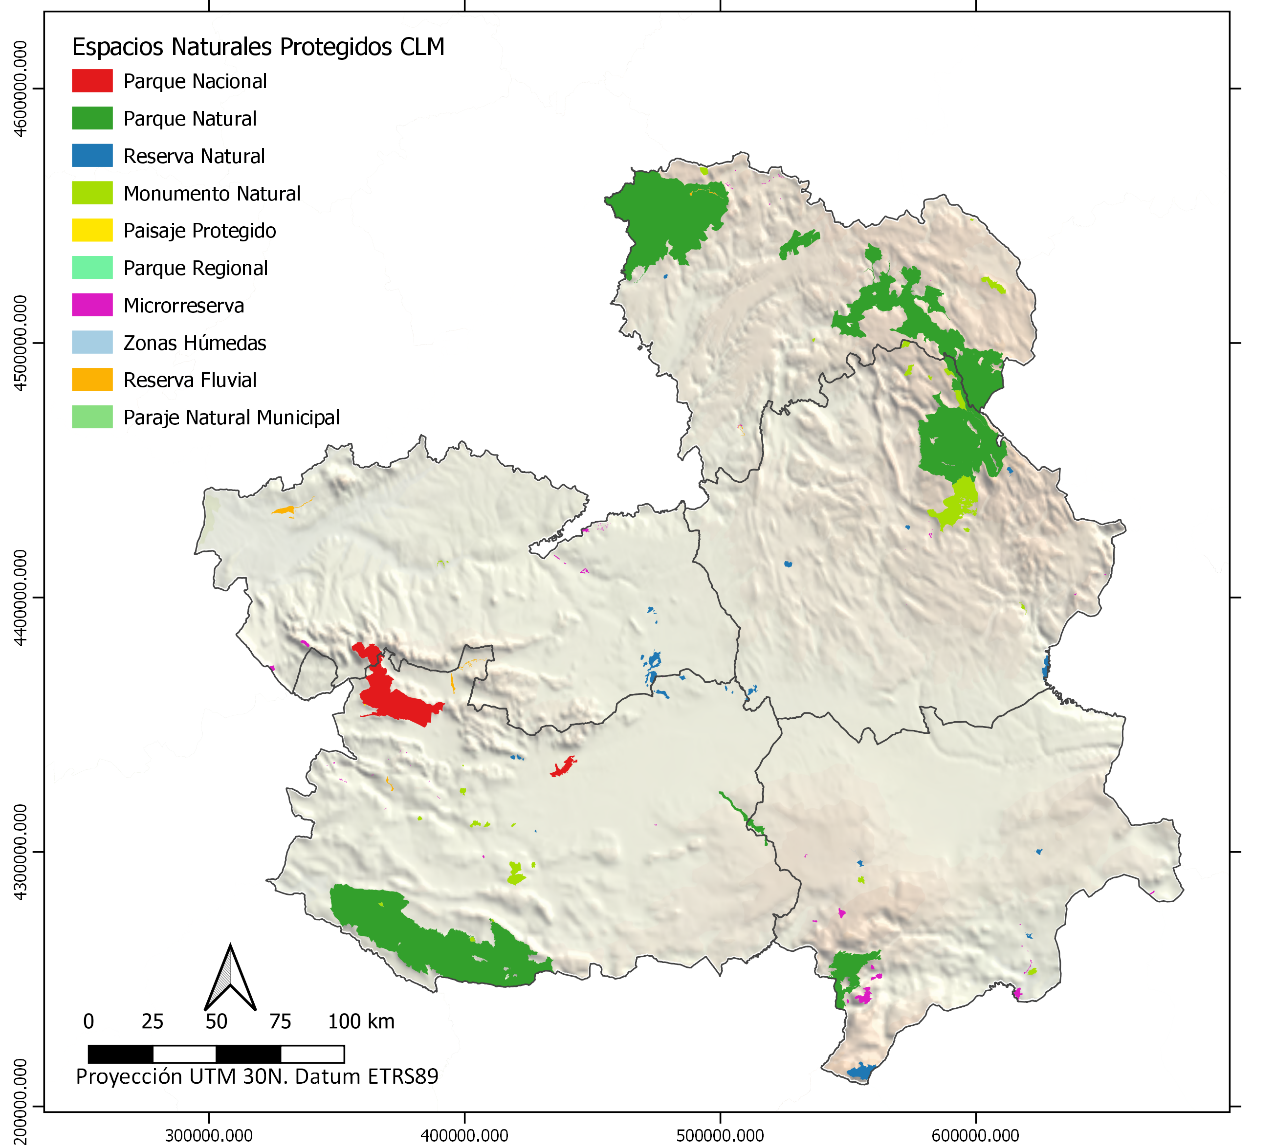 Espacios Naturales Protegidos CLM
Parque Nacional
Parque Natural
Reserva Natural
Monumento Natural
Paisaje Protegido
Parque Regional
Microrreserva
Zonas Húmedas
Reserva Fluvial
Paraje Natural Municipal
0 25 50 75 100 km
Proyección UTM 30N. Datum ETRS89
4600000.000
4500000.000
4400000.000
4300000.000
4200000.000
300000.000 400000.000 500000.000 600000.000